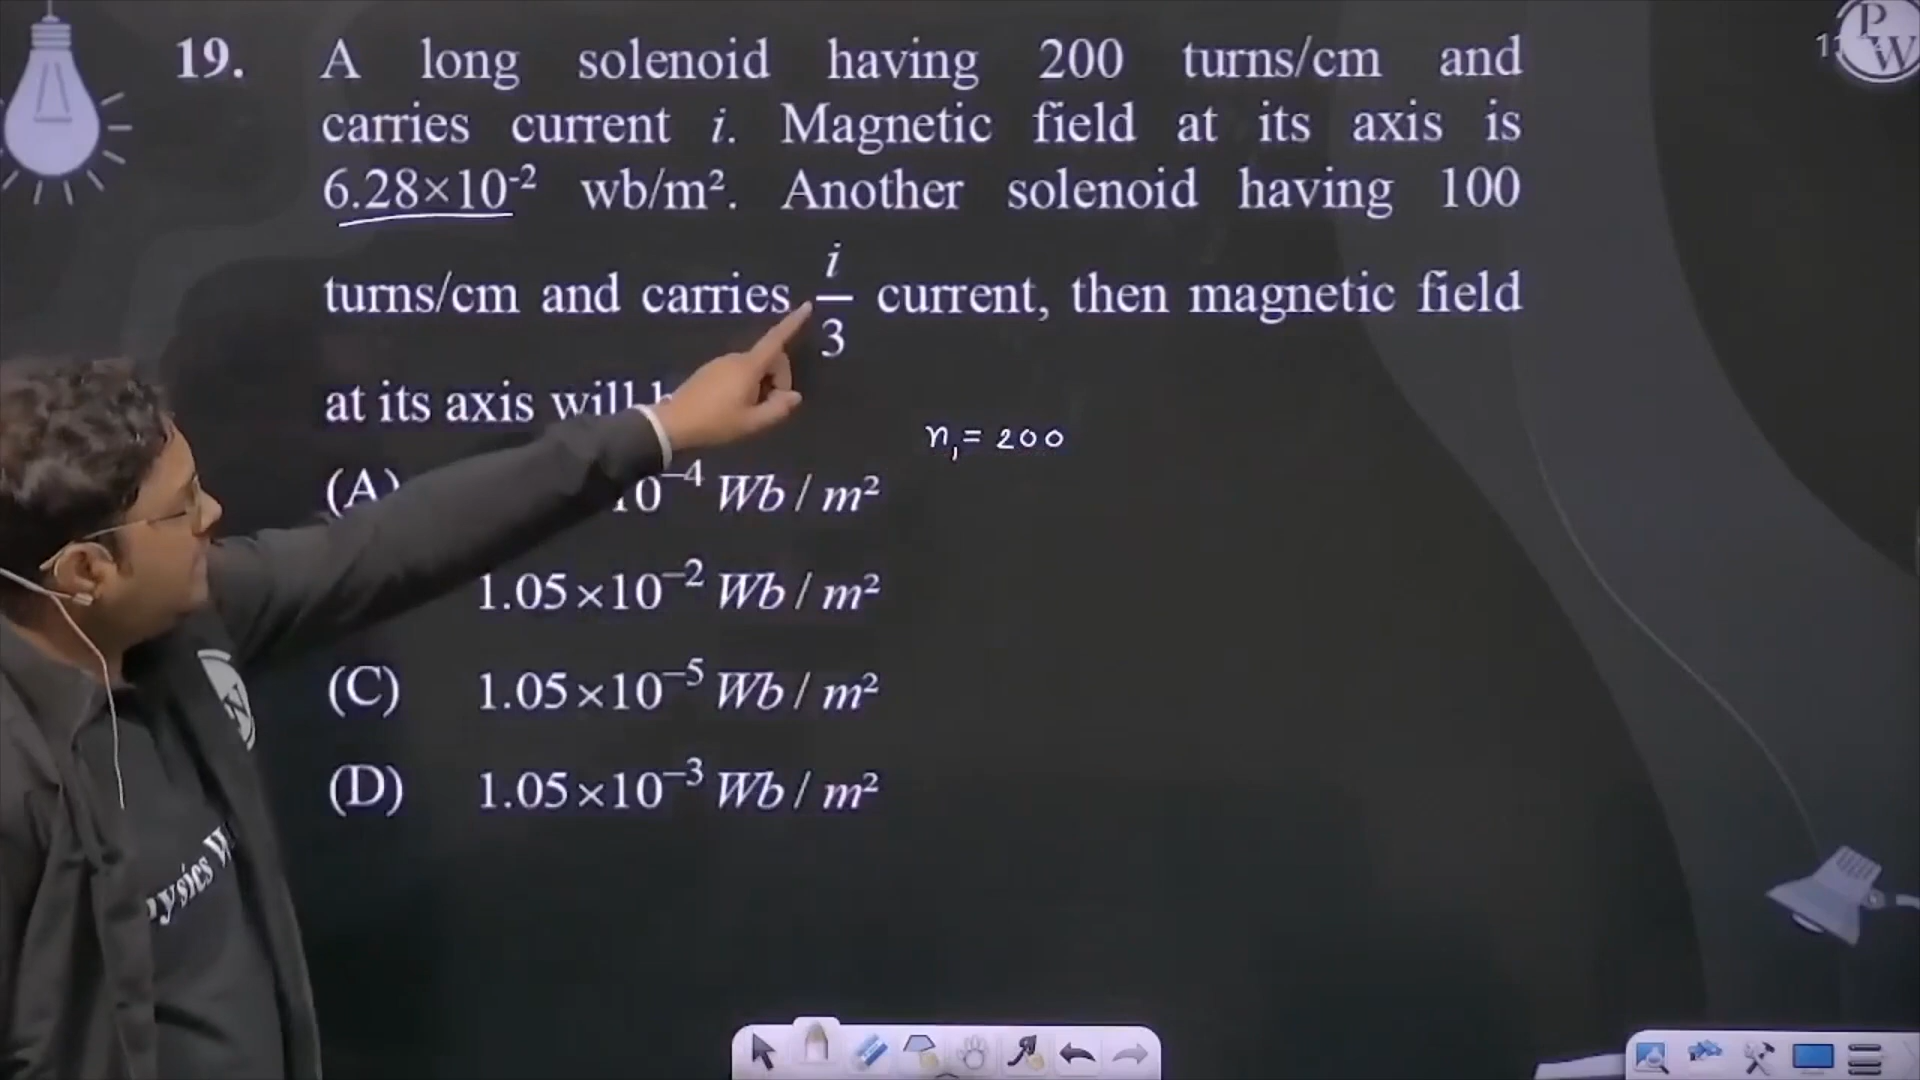 19. A long solenoid having 200 turns/cm and
carries current i. Magnetic field at its axis is
6.28×10⁻² wb/m². Another solenoid having 100
turns/cm and carries i/3 current, then magnetic field
at its axis will
n₁ = 200
(A) 10⁻⁴ Wb / m²
1.05×10⁻² Wb / m²
(C) 1.05×10⁻⁵ Wb / m²
(D) 1.05×10⁻³ Wb / m²
PW